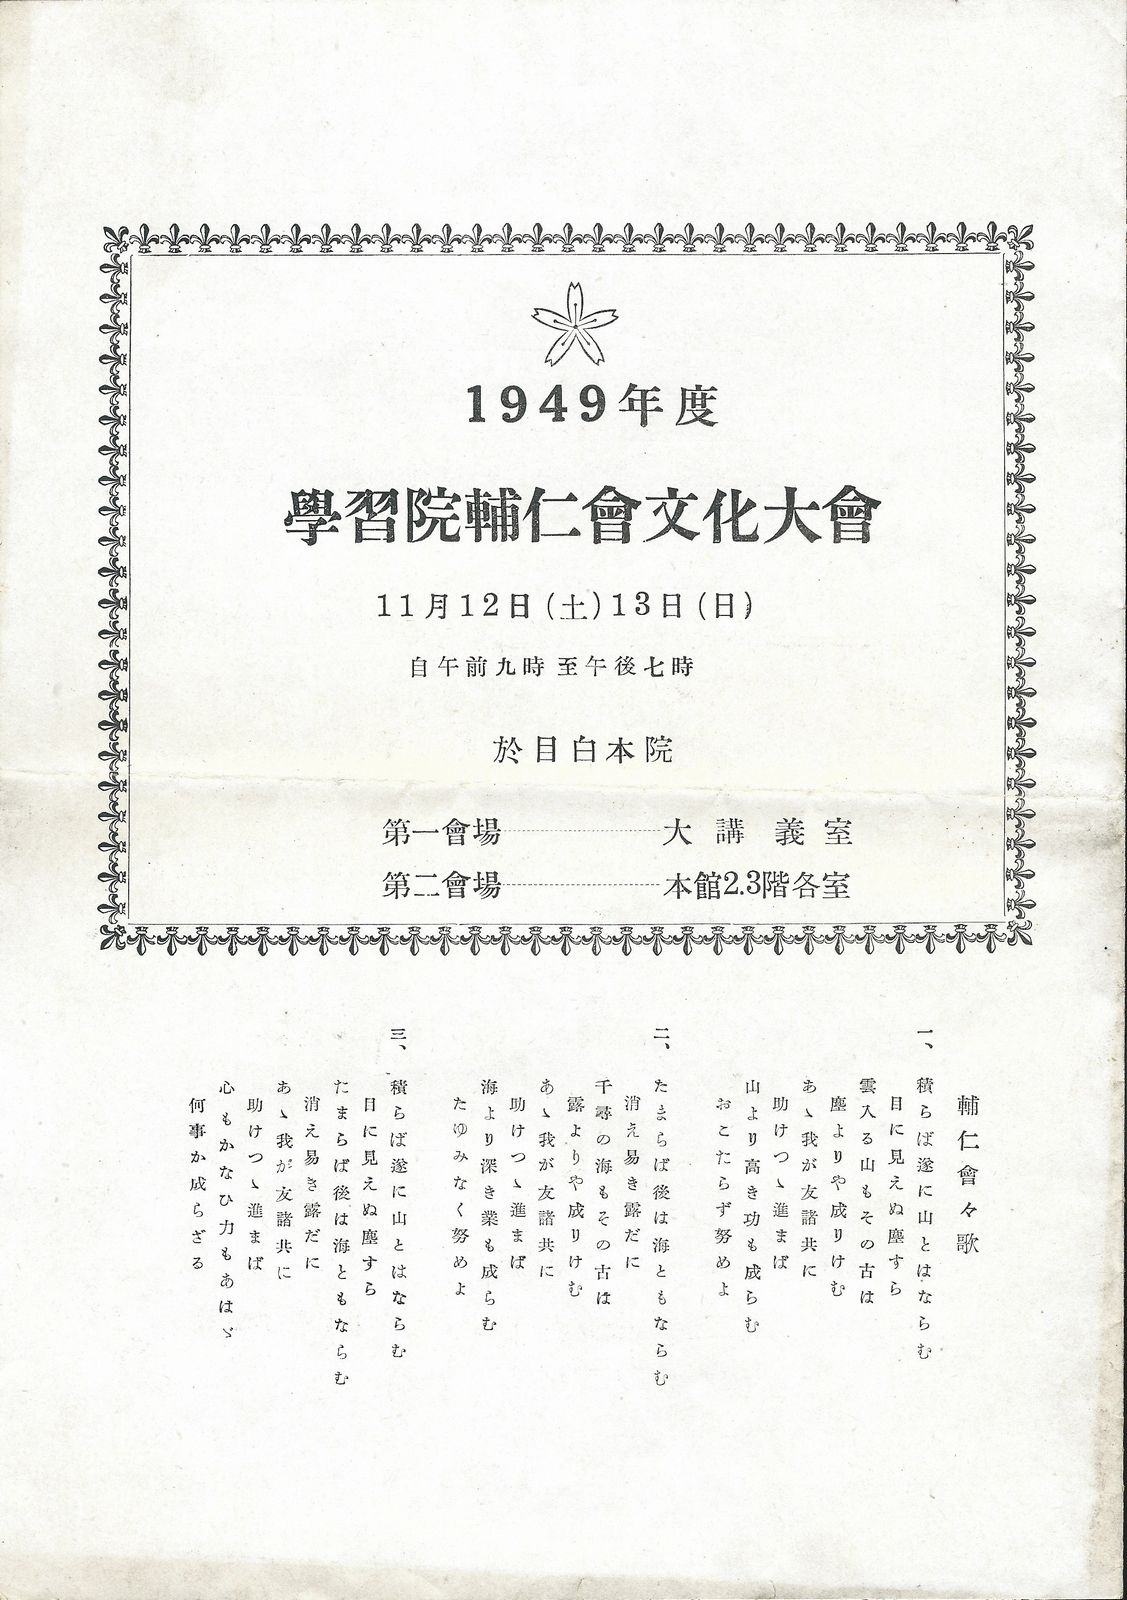 1949年度
學習院輔仁會文化大會
11月12日(土)13日(日)
自午前九時至午後七時
於目白本院
第一會場 大講義室
第二會場 本館2.3階各室
輔仁會々歌
一、積らば遂に山とはならむ
目に見えぬ塵すら
雲入る山もその古は
塵よりや成りけむ
あゝ我が友諸共に
助けつゝ進まば
山より高き功も成らむ
おこたらず努めよ
二、たまらば後は海ともならむ
消え易き露だに
千尋の海もその古は
露よりや成りけむ
あゝ我が友諸共に
助けつゝ進まば
海より深き業も成らむ
たゆみなく努めよ
三、積らば遂に山とはならむ
目に見えぬ塵すら
たまらば後は海ともならむ
消え易き露だに
あゝ我が友諸共に
助けつゝ進まば
心もかなひ力もあはゞ
何事か成らざる